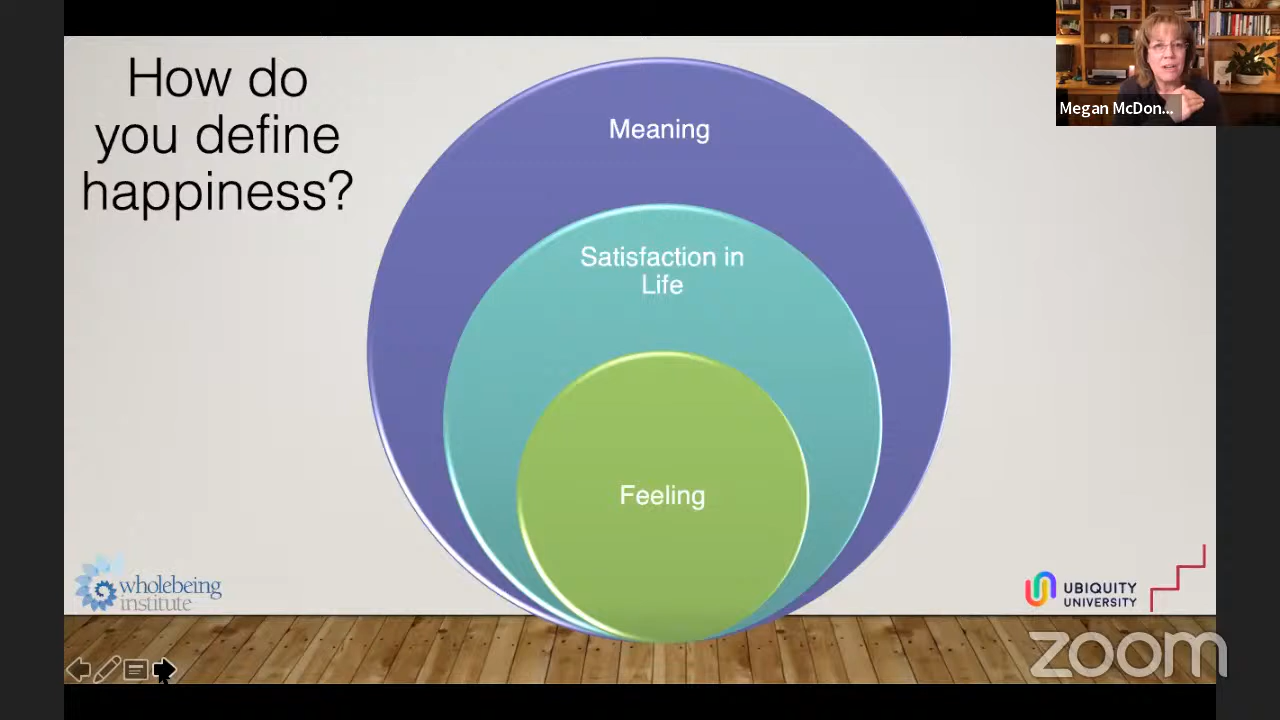 How do
you define
happiness?
Meaning
Satisfaction in
Life
Feeling
Megan McDon...
wholebeing
institute
UBIQUITY
UNIVERSITY
zoom